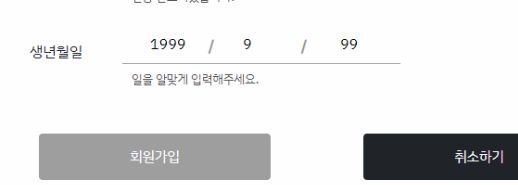 생년월일 1999 / 9 / 99
일을 알맞게 입력해주세요.
회원가입 취소하기